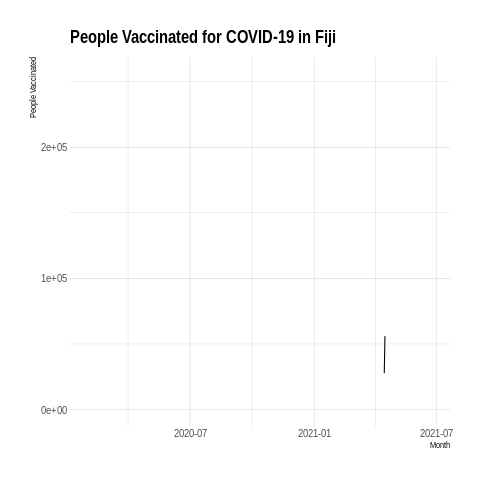 People Vaccinated for COVID-19 in Fiji
People Vaccinated
2e+05
1e+05
0e+00
2020-07
2021-01
2021-07
Month